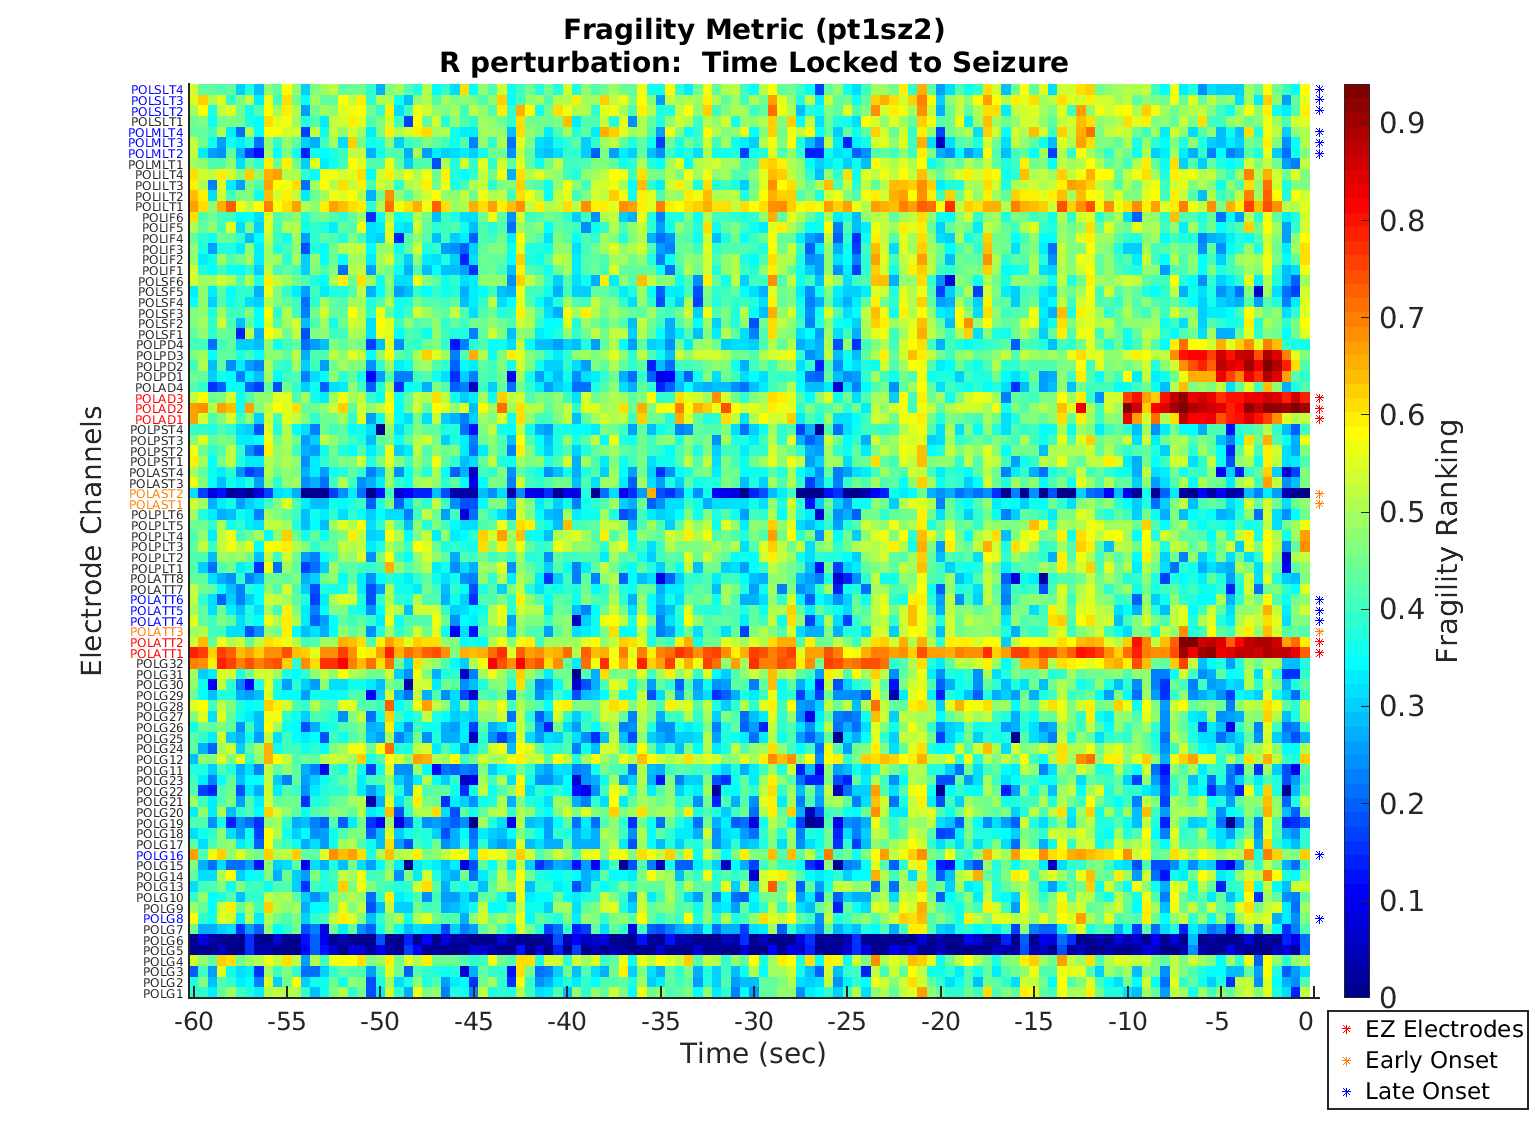 Fragility Metric (pt1sz2)
R perturbation:  Time Locked to Seizure
Electrode Channels
POLSLT4
POLSLT3
POLSLT2
POLSLT1
POLMLT4
POLMLT3
POLMLT2
POLMLT1
POLILT4
POLILT3
POLILT2
POLILT1
POLIF6
POLIF5
POLIF4
POLIF3
POLIF2
POLIF1
POLSF6
POLSF5
POLSF4
POLSF3
POLSF2
POLSF1
POLPD4
POLPD3
POLPD2
POLPD1
POLAD4
POLAD3
POLAD2
POLAD1
POLPST4
POLPST3
POLPST2
POLPST1
POLAST4
POLAST3
POLAST2
POLAST1
POLPLT6
POLPLT5
POLPLT4
POLPLT3
POLPLT2
POLPLT1
POLATT8
POLATT7
POLATT6
POLATT5
POLATT4
POLATT3
POLATT2
POLATT1
POLG32
POLG31
POLG30
POLG29
POLG28
POLG27
POLG26
POLG25
POLG24
POLG12
POLG11
POLG23
POLG22
POLG21
POLG20
POLG19
POLG18
POLG17
POLG16
POLG15
POLG14
POLG13
POLG10
POLG9
POLG8
POLG7
POLG6
POLG5
POLG4
POLG3
POLG2
POLG1
-60 -55 -50 -45 -40 -35 -30 -25 -20 -15 -10 -5 0
Time (sec)
0.9
0.8
0.7
0.6
0.5
0.4
0.3
0.2
0.1
0
Fragility Ranking
EZ Electrodes
Early Onset
Late Onset